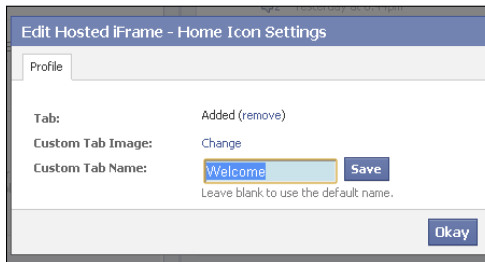 Edit Hosted iFrame - Home Icon Settings
Profile
Tab: Added (remove)
Custom Tab Image: Change
Custom Tab Name: Welcome Save
Leave blank to use the default name.
Okay